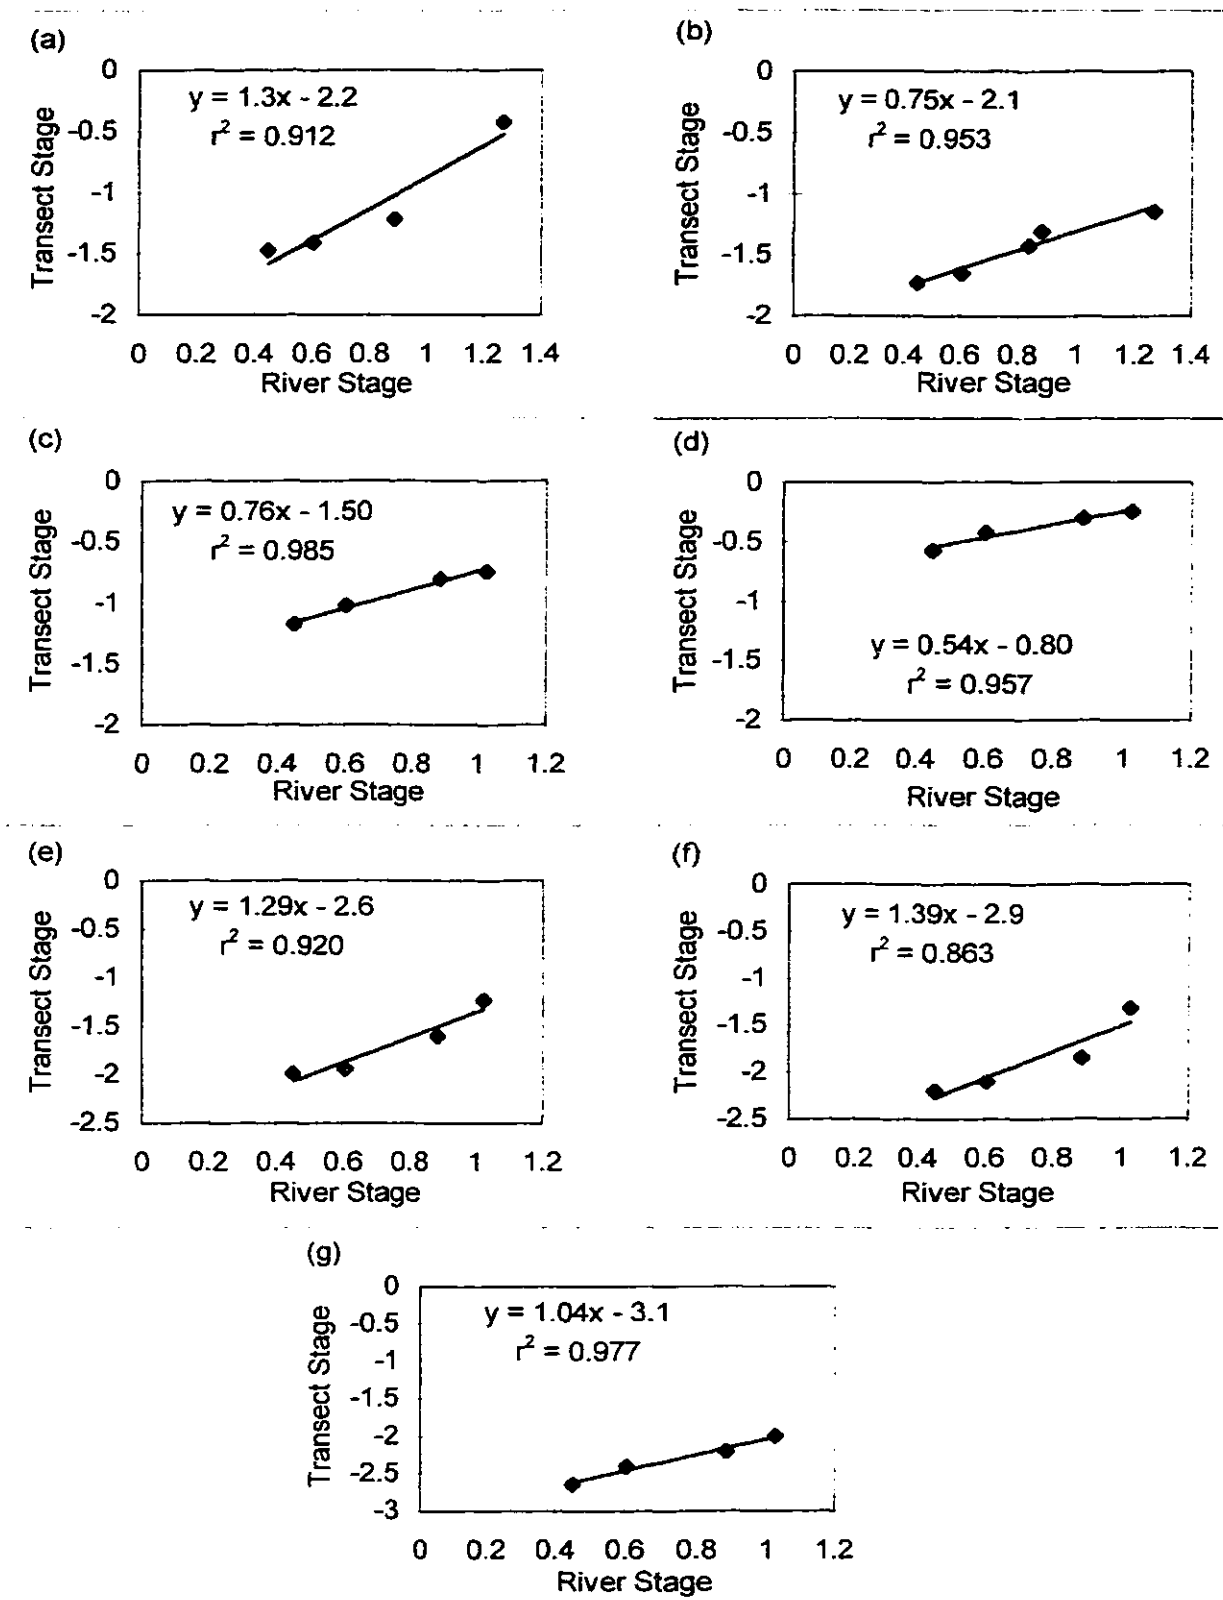 (a)
y = 1.3x - 2.2
r² = 0.912
Transect Stage
0
-0.5
-1
-1.5
-2
0 0.2 0.4 0.6 0.8 1 1.2 1.4
River Stage
(b)
y = 0.75x - 2.1
r² = 0.953
Transect Stage
0
-0.5
-1
-1.5
-2
0 0.2 0.4 0.6 0.8 1 1.2 1.4
River Stage
(c)
y = 0.76x - 1.50
r² = 0.985
Transect Stage
0
-0.5
-1
-1.5
-2
0 0.2 0.4 0.6 0.8 1 1.2
River Stage
(d)
Transect Stage
0
-0.5
-1
-1.5
-2
y = 0.54x - 0.80
r² = 0.957
0 0.2 0.4 0.6 0.8 1 1.2
River Stage
(e)
y = 1.29x - 2.6
r² = 0.920
Transect Stage
0
-0.5
-1
-1.5
-2
-2.5
0 0.2 0.4 0.6 0.8 1 1.2
River Stage
(f)
y = 1.39x - 2.9
r² = 0.863
Transect Stage
0
-0.5
-1
-1.5
-2
-2.5
0 0.2 0.4 0.6 0.8 1 1.2
River Stage
(g)
y = 1.04x - 3.1
r² = 0.977
Transect Stage
0
-0.5
-1
-1.5
-2
-2.5
-3
0 0.2 0.4 0.6 0.8 1 1.2
River Stage